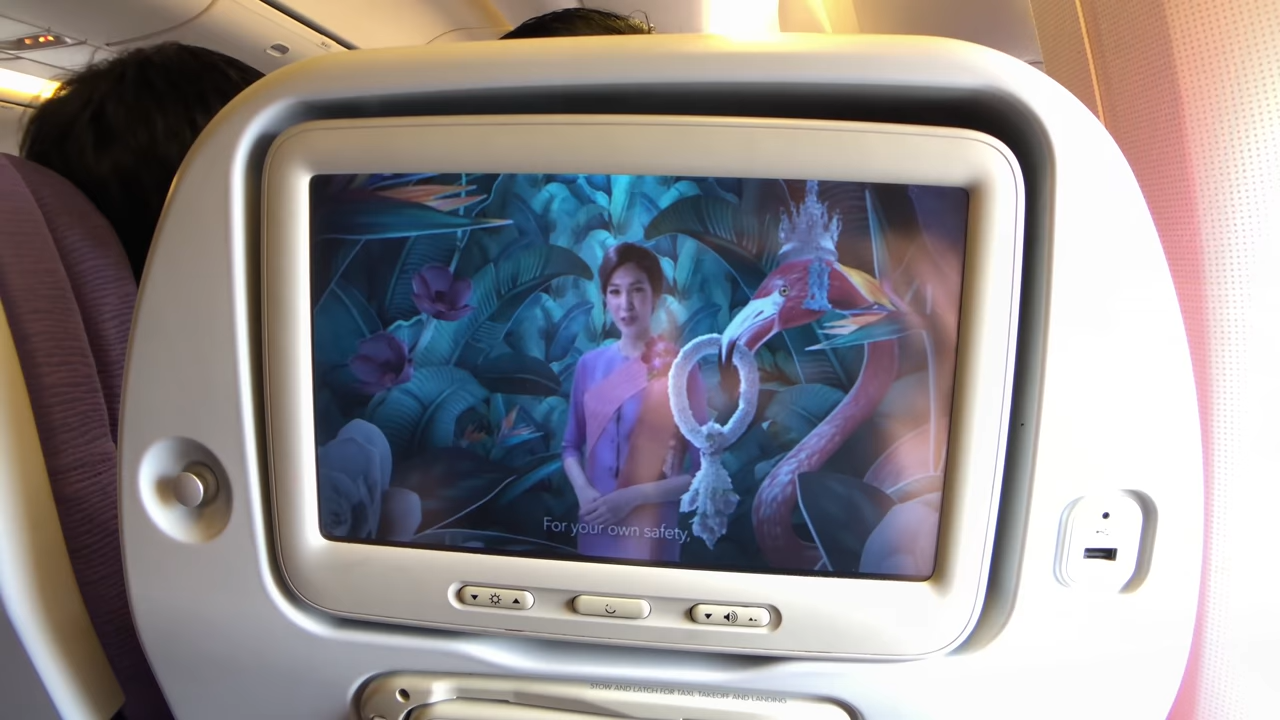 For your own safety,
STOW AND LATCH FOR TAXI, TAKEOFF AND LANDING